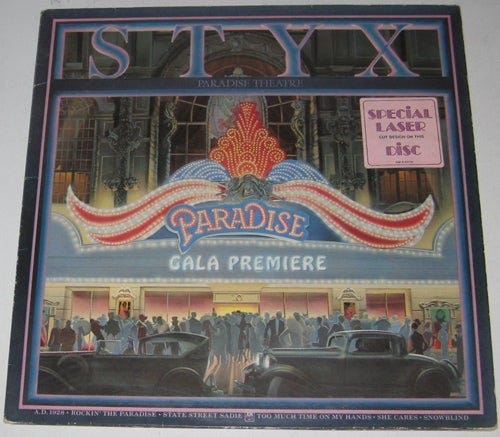 STYX
PARADISE THEATRE
SPECIAL
LASER
CUT DESIGN ON THIS
DISC
PARADISE
GALA PREMIERE
A.D. 1928 • ROCKIN' THE PARADISE • STATE STREET SADIE • TOO MUCH TIME ON MY HANDS • SHE CARES • SNOWBLIND